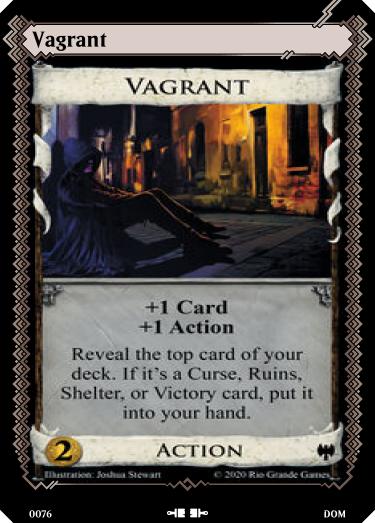 Vagrant
VAGRANT
+1 Card
+1 Action
Reveal the top card of your
deck. If it's a Curse, Ruins,
Shelter, or Victory card, put it
into your hand.
2
ACTION
Illustration: Joshua Stewart
© 2020 Rio Grande Games
0076
DOM